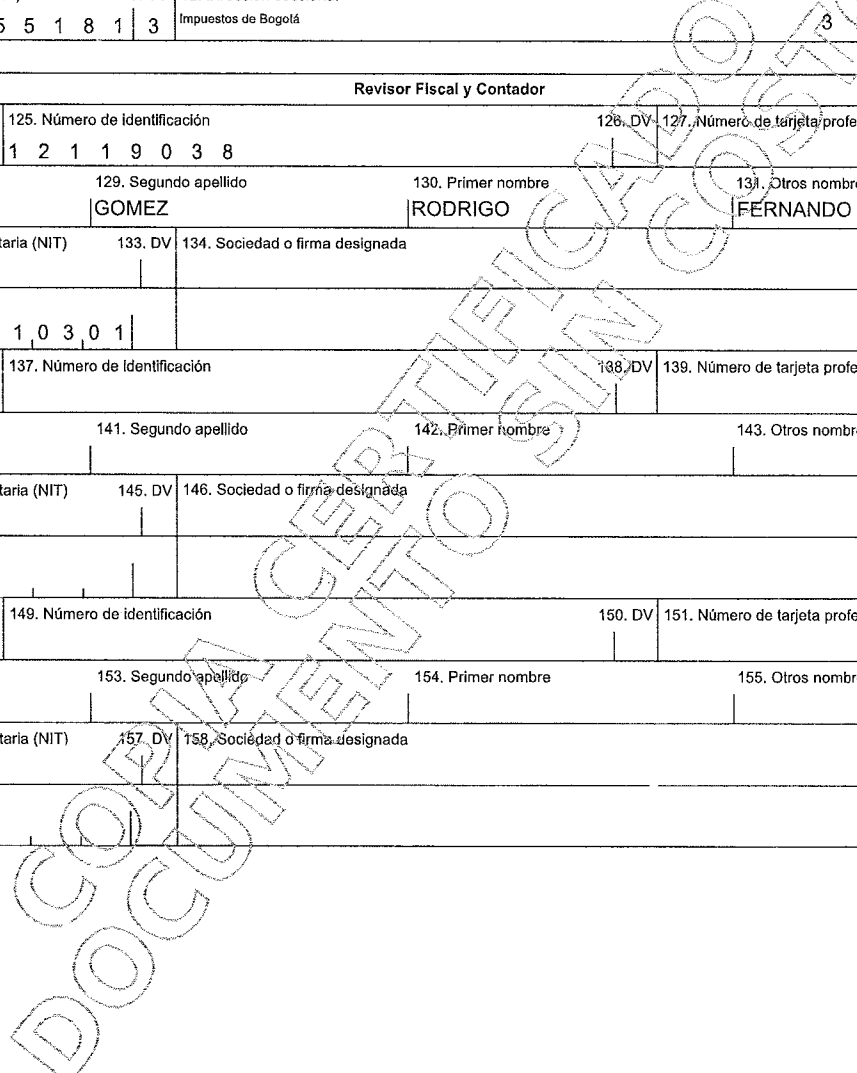 5 5 1 8 1 3 Impuestos de Bogotá 3
Revisor Fiscal y Contador
125. Número de identificación 126. DV 127. Número de tarjeta profe
1 2 1 1 9 0 3 8
129. Segundo apellido 130. Primer nombre 131. Otros nombre
GOMEZ RODRIGO FERNANDO
taria (NIT) 133. DV 134. Sociedad o firma designada
1 0 3 0 1
137. Número de identificación 138. DV 139. Número de tarjeta profe
141. Segundo apellido 142. Primer nombre 143. Otros nombre
taria (NIT) 145. DV 146. Sociedad o firma designada
149. Número de identificación 150. DV 151. Número de tarjeta profe
153. Segundo apellido 154. Primer nombre 155. Otros nombre
taria (NIT) 157. DV 158. Sociedad o firma designada
COPIA CERTIFICADO
DOCUMENTO SIN COSTO